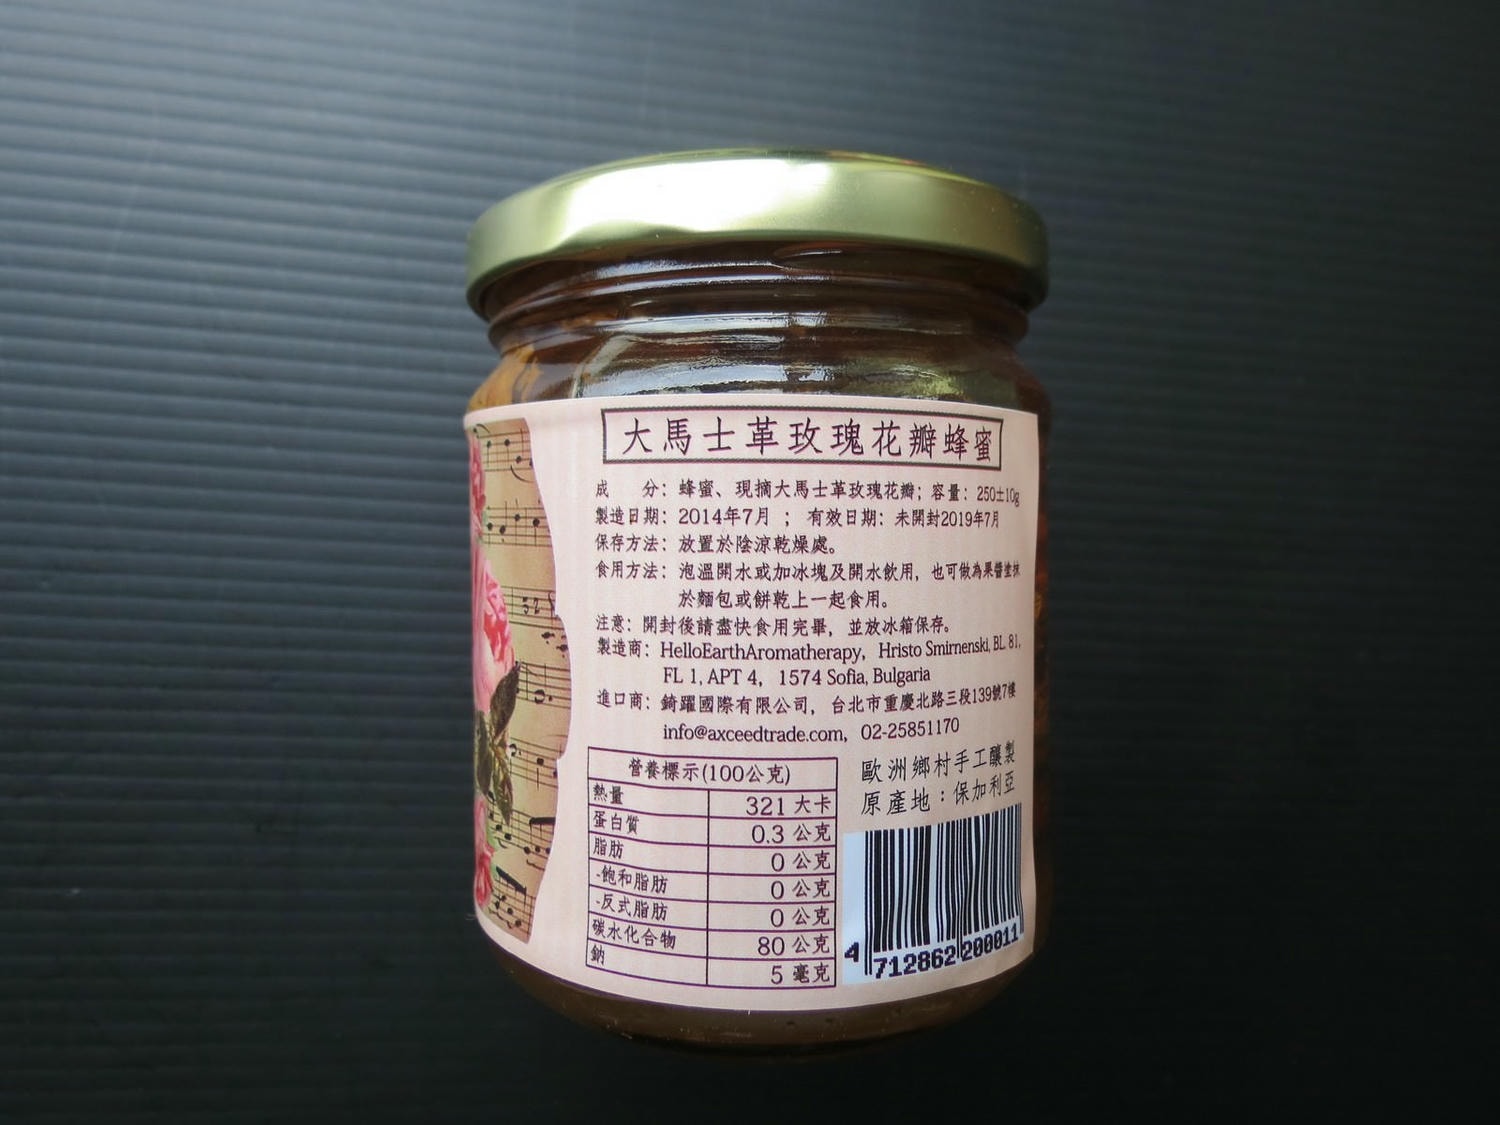 大馬士革玫瑰花瓣蜂蜜
成　分：蜂蜜、現摘大馬士革玫瑰花瓣；容量：250±10g
製造日期：2014年7月 ； 有效日期：未開封2019年7月
保存方法：放置於陰涼乾燥處。
食用方法：泡溫開水或加冰塊及開水飲用，也可做為果醬塗抹
於麵包或餅乾上一起食用。
注意：開封後請盡快食用完畢，並放冰箱保存。
製造商：HelloEarthAromatherapy，Hristo Smirnenski, BL. 81,
FL 1, APT 4，1574 Sofia, Bulgaria
進口商：錡躍國際有限公司，台北市重慶北路三段139號7樓
info@axceedtrade.com，02-25851170
營養標示(100公克)
熱量 321 大卡
蛋白質 0.3 公克
脂肪 0 公克
-飽和脂肪 0 公克
-反式脂肪 0 公克
碳水化合物 80 公克
鈉 5 毫克
歐洲鄉村手工釀製
原產地：保加利亞
4 712862 200011